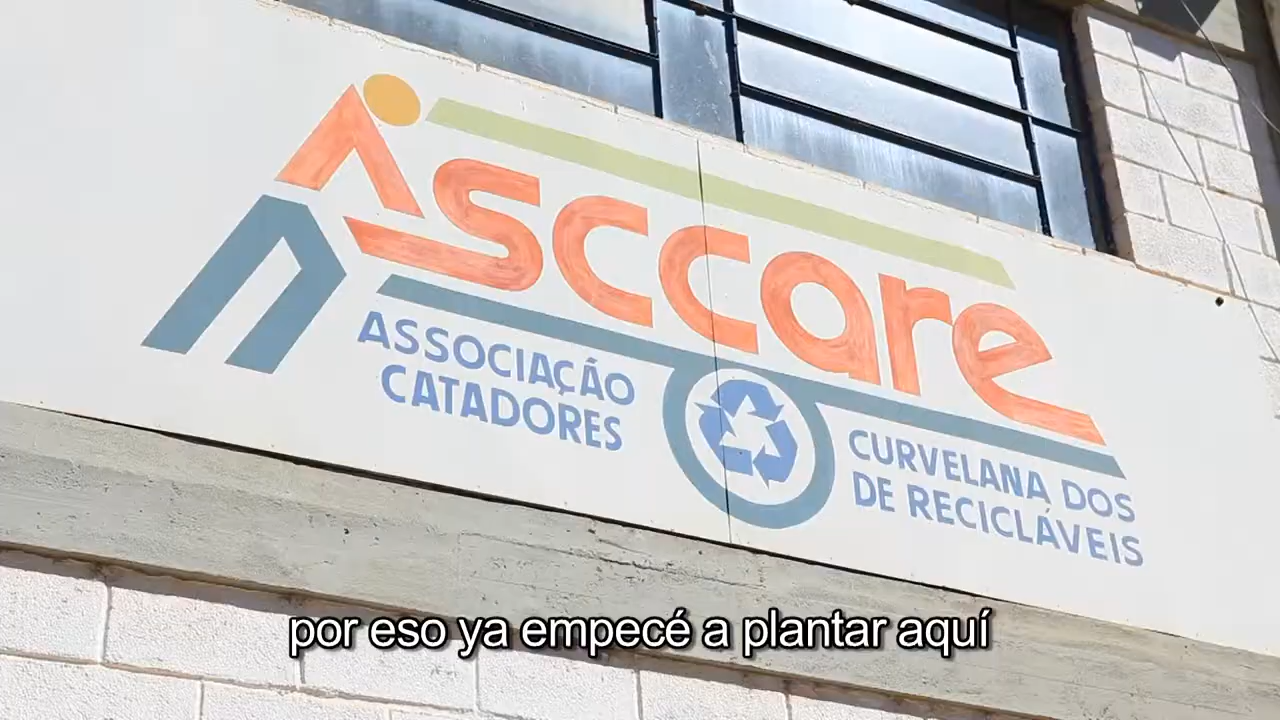 Asccare
ASSOCIAÇÃO
CATADORES
CURVELANA DOS
DE RECICLÁVEIS
por eso ya empecé a plantar aquí